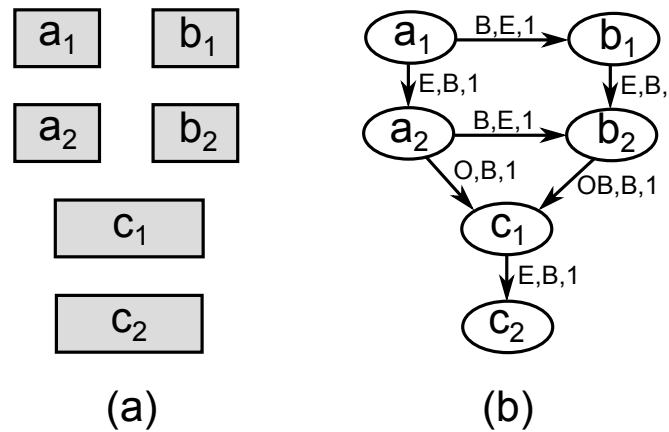 a₁ b₁
a₂ b₂
c₁
c₂
(a)
a₁ B,E,1 b₁
E,B,1 E,B,
a₂ B,E,1 b₂
O,B,1 OB,B,1
c₁
E,B,1
c₂
(b)